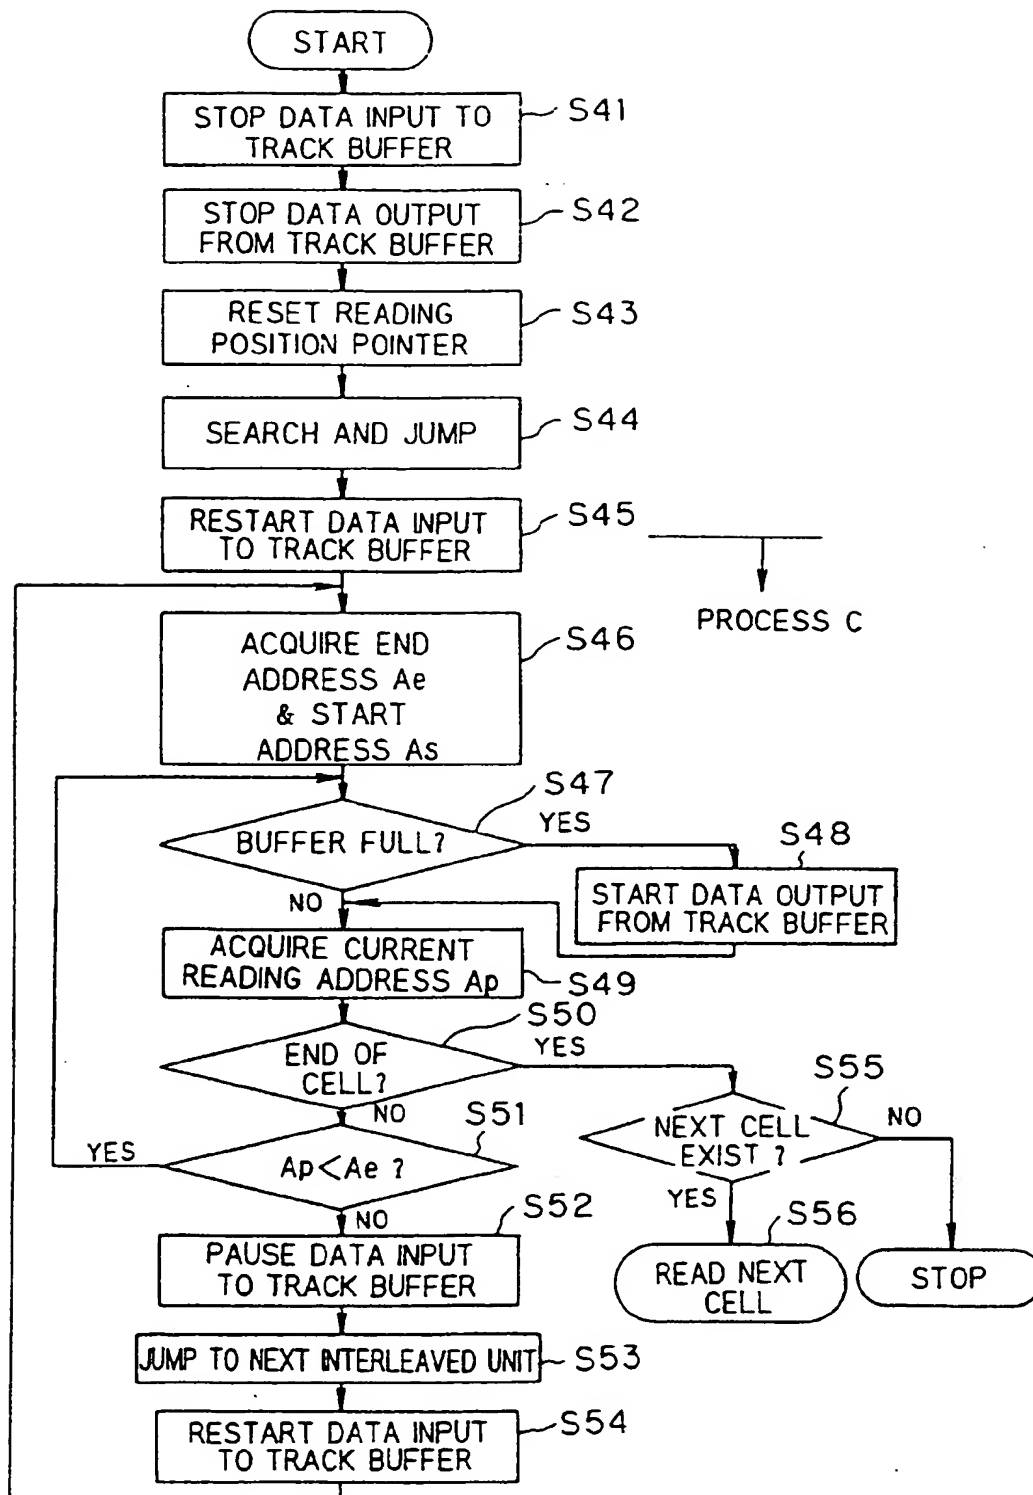 START
STOP DATA INPUT TO
TRACK BUFFER
S41
STOP DATA OUTPUT
FROM TRACK BUFFER
S42
RESET READING
POSITION POINTER
S43
SEARCH AND JUMP
S44
RESTART DATA INPUT
TO TRACK BUFFER
S45
PROCESS C
ACQUIRE END
ADDRESS Ae
& START
ADDRESS As
S46
BUFFER FULL?
S47
YES
NO
START DATA OUTPUT
FROM TRACK BUFFER
S48
ACQUIRE CURRENT
READING ADDRESS Ap
S49
END OF
CELL?
S50
YES
NO
NEXT CELL
EXIST ?
S55
NO
YES
Ap<Ae ?
S51
YES
NO
READ NEXT
CELL
S56
STOP
PAUSE DATA INPUT
TO TRACK BUFFER
S52
JUMP TO NEXT INTERLEAVED UNIT
S53
RESTART DATA INPUT
TO TRACK BUFFER
S54